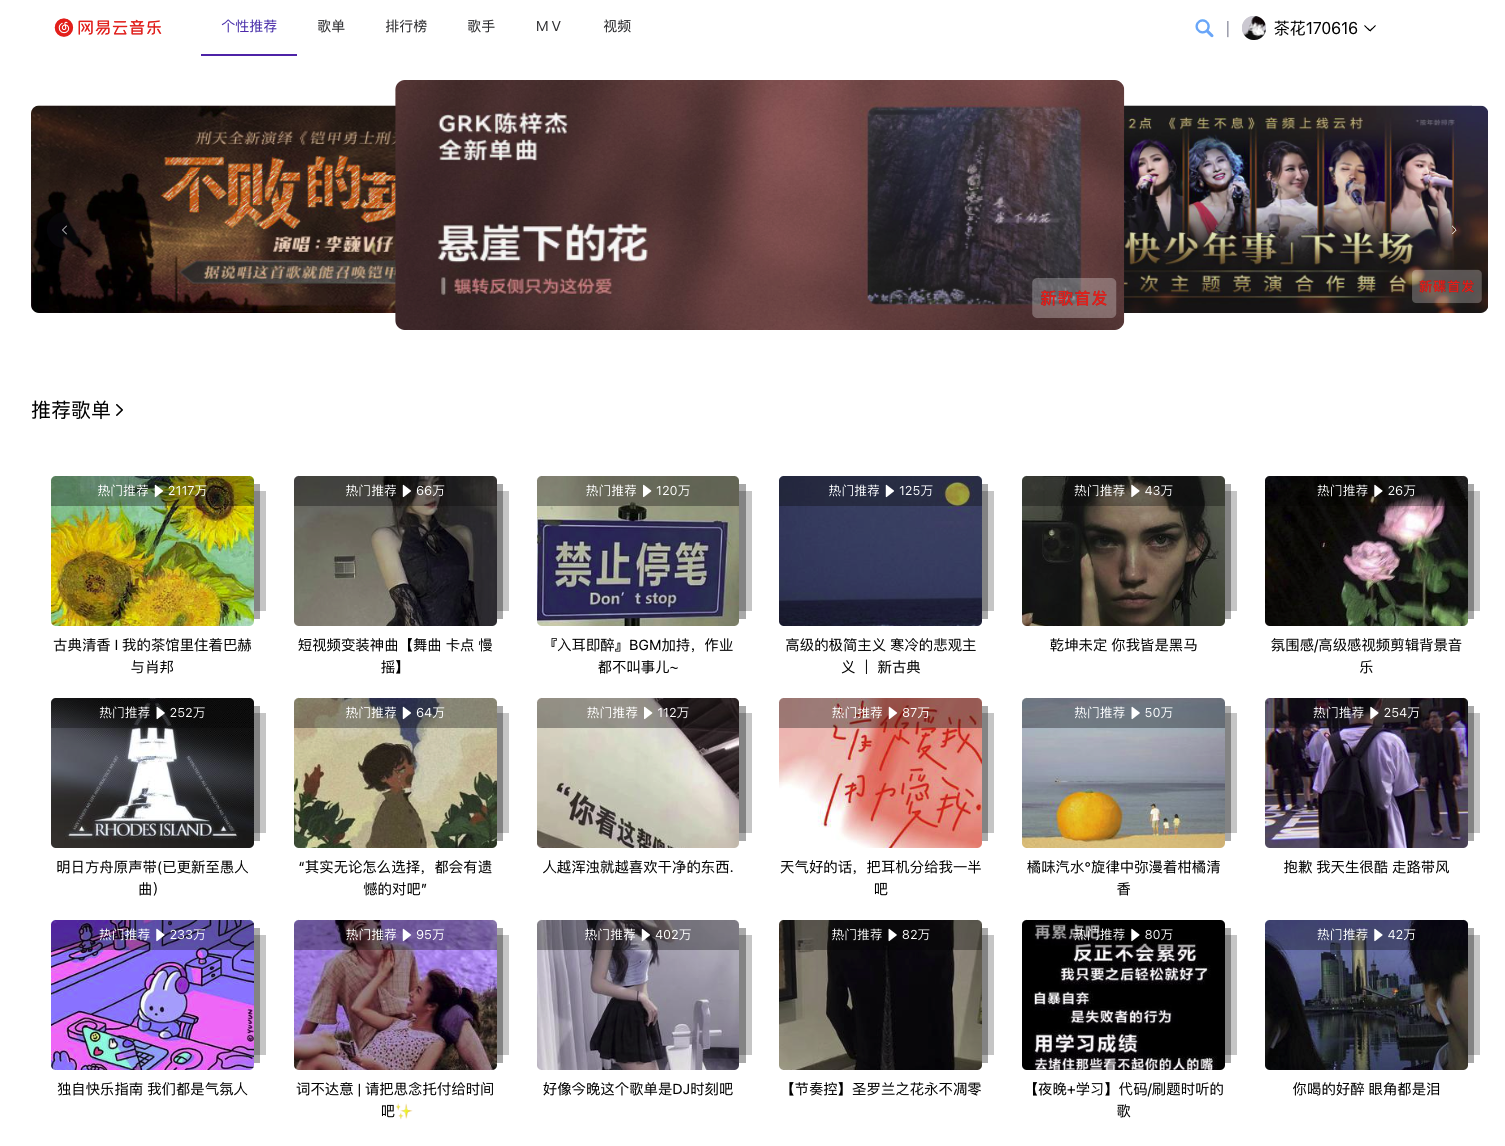 网易云音乐
个性推荐
歌单
排行榜
歌手
MV
视频
茶花170616
刑天全新演绎《铠甲勇士刑
不败的英
演唱：李巍V仔
据说唱这首歌就能召唤铠甲
GRK陈梓杰
全新单曲
悬崖下的花
辗转反侧只为这份爱
悬崖下的花
新歌首发
2点 《声生不息》音频上线云村
快少年事」下半场
一次主题竞演合作舞台
推荐歌单
热门推荐 2117万
热门推荐 66万
热门推荐 120万
热门推荐 125万
热门推荐 43万
热门推荐 26万
禁止停笔
Don't stop
古典清香 I 我的茶馆里住着巴赫
与肖邦
短视频变装神曲【舞曲 卡点 慢
摇】
『入耳即醉』BGM加持，作业
都不叫事儿~
高级的极简主义 寒冷的悲观主
义 ｜ 新古典
乾坤未定 你我皆是黑马
氛围感/高级感视频剪辑背景音
乐
热门推荐 252万
热门推荐 64万
热门推荐 112万
热门推荐 87万
热门推荐 50万
热门推荐 254万
RHODES ISLAND
“你看这帮
请你爱我
用力爱我.
明日方舟原声带(已更新至愚人
曲)
“其实无论怎么选择，都会有遗
憾的对吧”
人越浑浊就越喜欢干净的东西.
天气好的话，把耳机分给我一半
吧
橘味汽水°旋律中弥漫着柑橘清
香
抱歉 我天生很酷 走路带风
热门推荐 233万
热门推荐 95万
热门推荐 402万
热门推荐 82万
热门推荐 80万
热门推荐 42万
再累点吧
反正不会累死
我只要之后轻松就好了
自暴自弃
是失败者的行为
用学习成绩
去堵住那些看不起你的人的嘴
独自快乐指南 我们都是气氛人
词不达意 | 请把思念托付给时间
吧✨
好像今晚这个歌单是DJ时刻吧
【节奏控】圣罗兰之花永不凋零
【夜晚+学习】代码/刷题时听的
歌
你喝的好醉 眼角都是泪